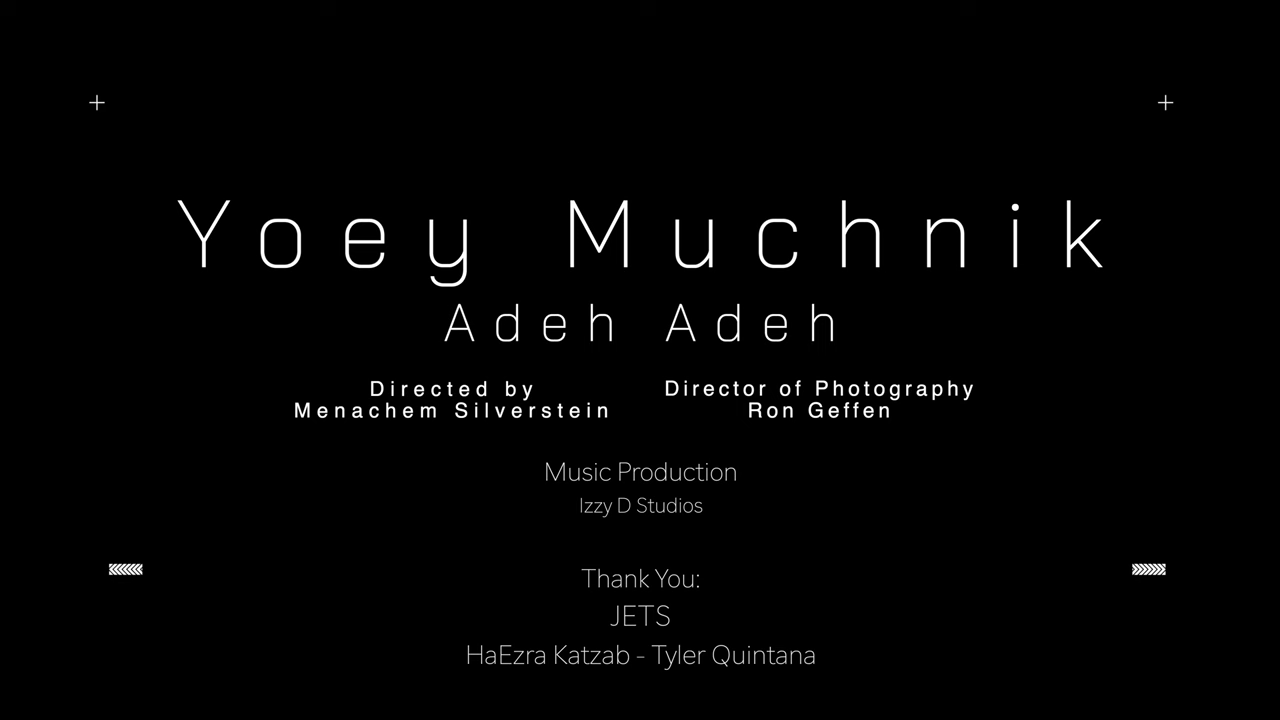 Yoey Muchnik
Adeh Adeh
Directed by
Menachem Silverstein
Director of Photography
Ron Geffen
Music Production
Izzy D Studios
Thank You:
JETS
HaEzra Katzab - Tyler Quintana